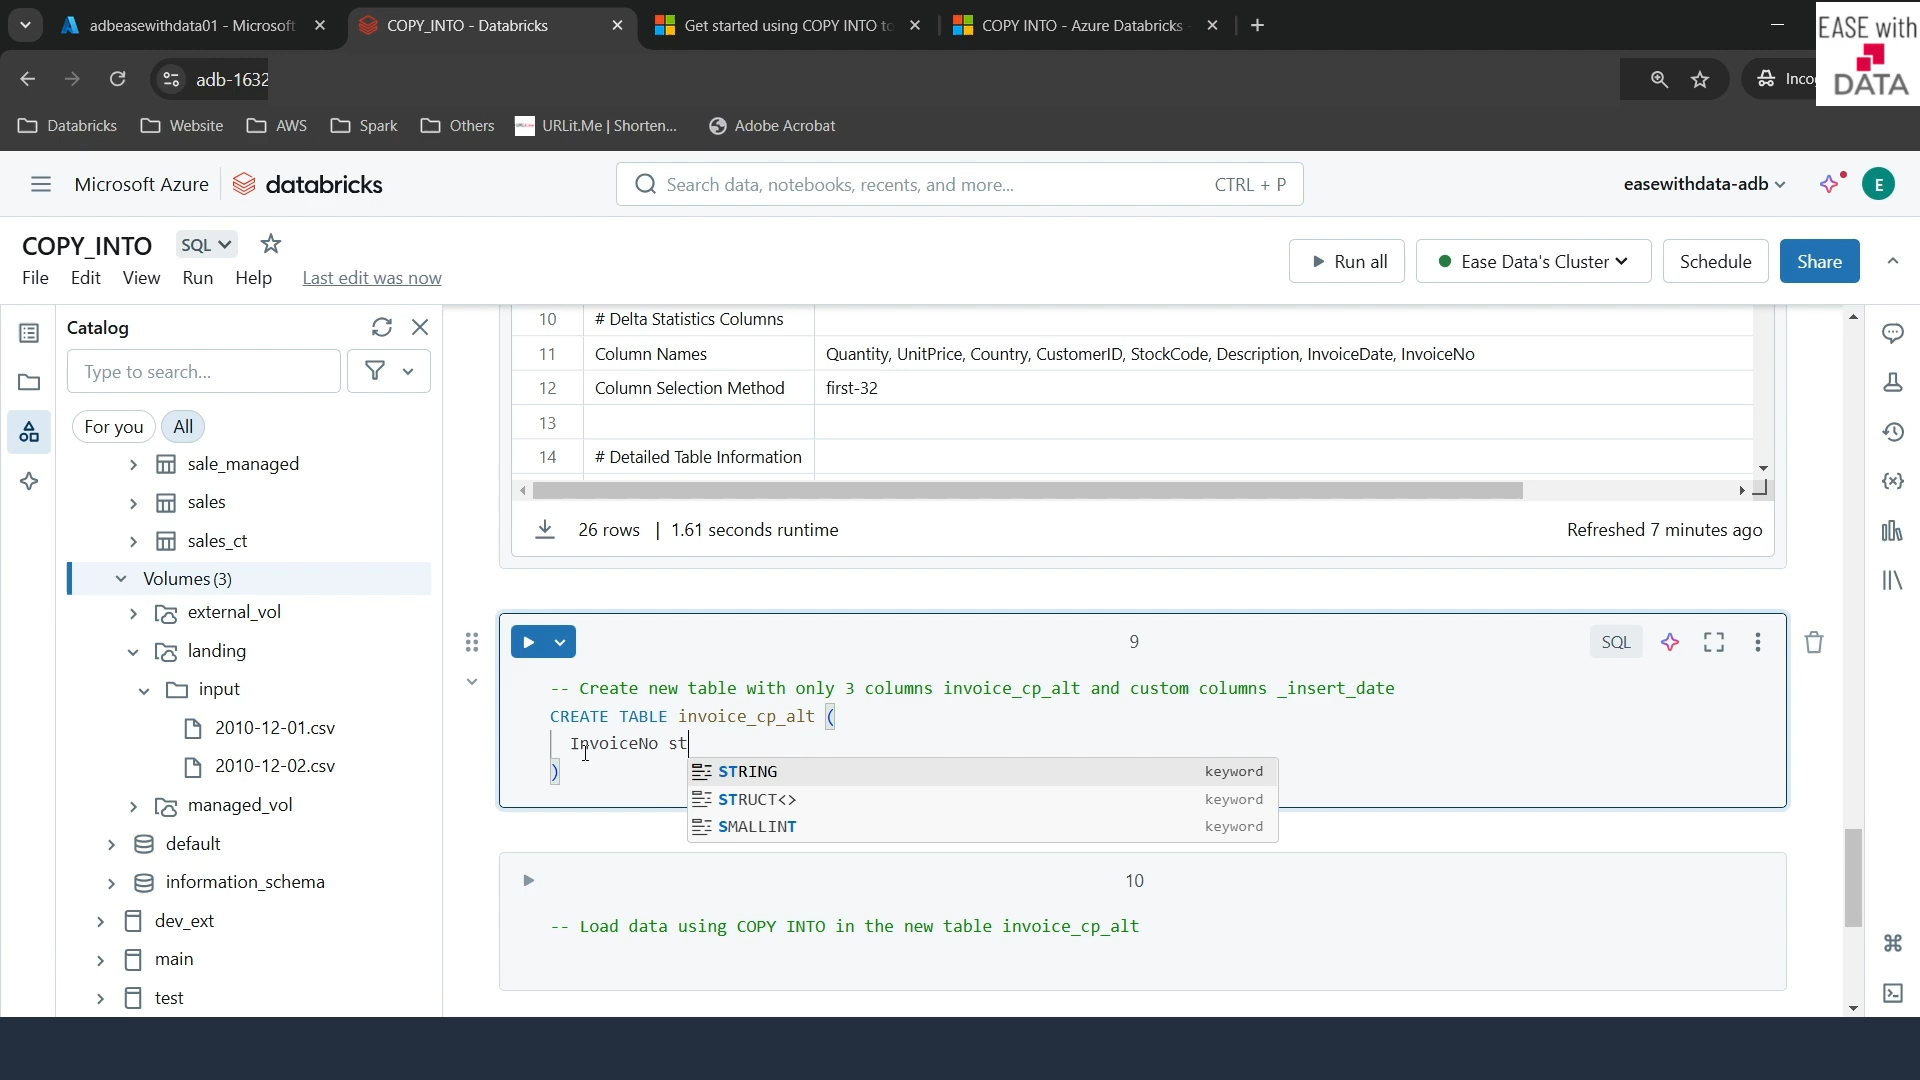 adbeasewithdata01 - Microsoft
COPY_INTO - Databricks
Get started using COPY INTO to
COPY INTO - Azure Databricks
EASE with
DATA
adb-1632
Databricks
Website
AWS
Spark
Others
URLit.Me | Shorten...
Adobe Acrobat
Microsoft Azure
databricks
Search data, notebooks, recents, and more...
CTRL + P
easewithdata-adb
E
COPY_INTO
SQL
File
Edit
View
Run
Help
Last edit was now
Run all
Ease Data's Cluster
Schedule
Share
Catalog
Type to search...
For you
All
sale_managed
sales
sales_ct
Volumes (3)
external_vol
landing
input
2010-12-01.csv
2010-12-02.csv
managed_vol
default
information_schema
dev_ext
main
test
10 # Delta Statistics Columns
11 Column Names Quantity, UnitPrice, Country, CustomerID, StockCode, Description, InvoiceDate, InvoiceNo
12 Column Selection Method first-32
13
14 # Detailed Table Information
26 rows | 1.61 seconds runtime
Refreshed 7 minutes ago
9
SQL
-- Create new table with only 3 columns invoice_cp_alt and custom columns _insert_date
CREATE TABLE invoice_cp_alt (
InvoiceNo st
)
STRING keyword
STRUCT<> keyword
SMALLINT keyword
10
-- Load data using COPY INTO in the new table invoice_cp_alt